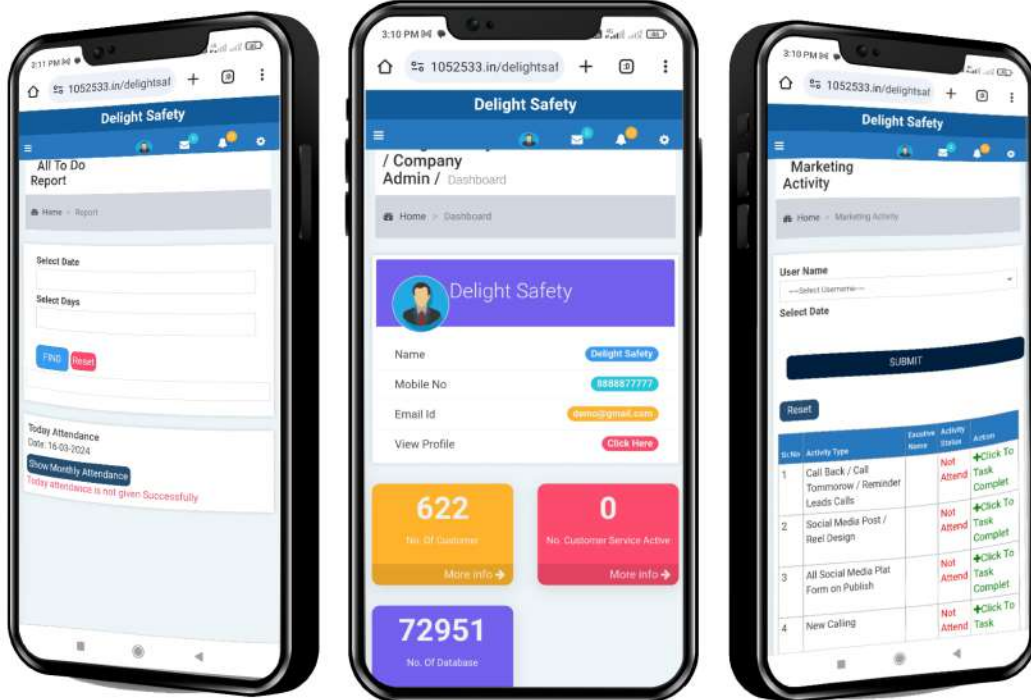 3:11 PM
1052533.in/delightsaf
Delight Safety
All To Do
Report
Home > Report
Select Date
Select Days
FIND Reset
Today Attendance
Date: 16-03-2024
Show Monthly Attendance
Today attendance is not given Successfully
3:10 PM
1052533.in/delightsaf
Delight Safety
/ Company
Admin / Dashboard
Home > Dashboard
Delight Safety
Name Delight Safety
Mobile No 8888877777
Email Id demo@gmail.com
View Profile Click Here
622 0
No. Of Customer No. Customer Service Active
More info More info
72951
No. Of Database
3:10 PM
1052533.in/delightsaf
Delight Safety
Marketing
Activity
Home > Marketing Activity
User Name
---Select Username---
Select Date
SUBMIT
Reset
Sr.No Activity Type Excutive Name Activity Status Action
1 Call Back / Call Tommorow / Reminder Leads Calls Not Attend +Click To Task Complet
2 Social Media Post / Reel Design Not Attend +Click To Task Complet
3 All Social Media Plat Form on Publish Not Attend +Click To Task Complet
4 New Calling Not Attend +Click To Task